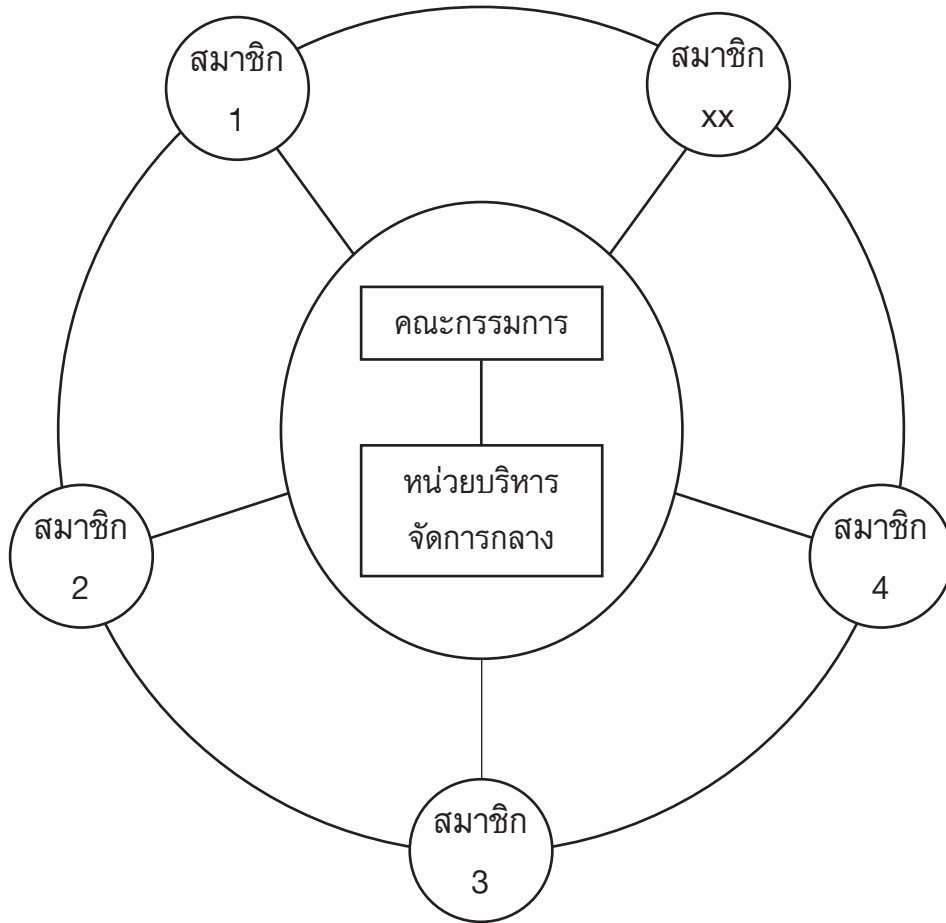 สมาชิก
1
สมาชิก
xx
คณะกรรมการ
หน่วยบริหาร
จัดการกลาง
สมาชิก
2
สมาชิก
4
สมาชิก
3